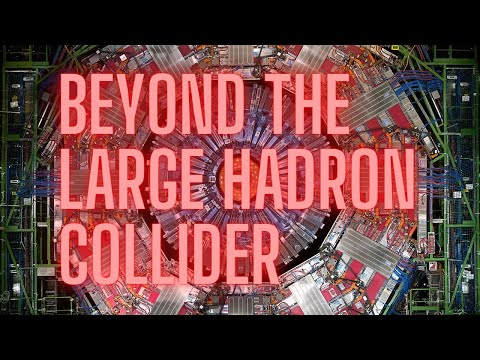 BEYOND THE
LARGE HADRON
COLLIDER